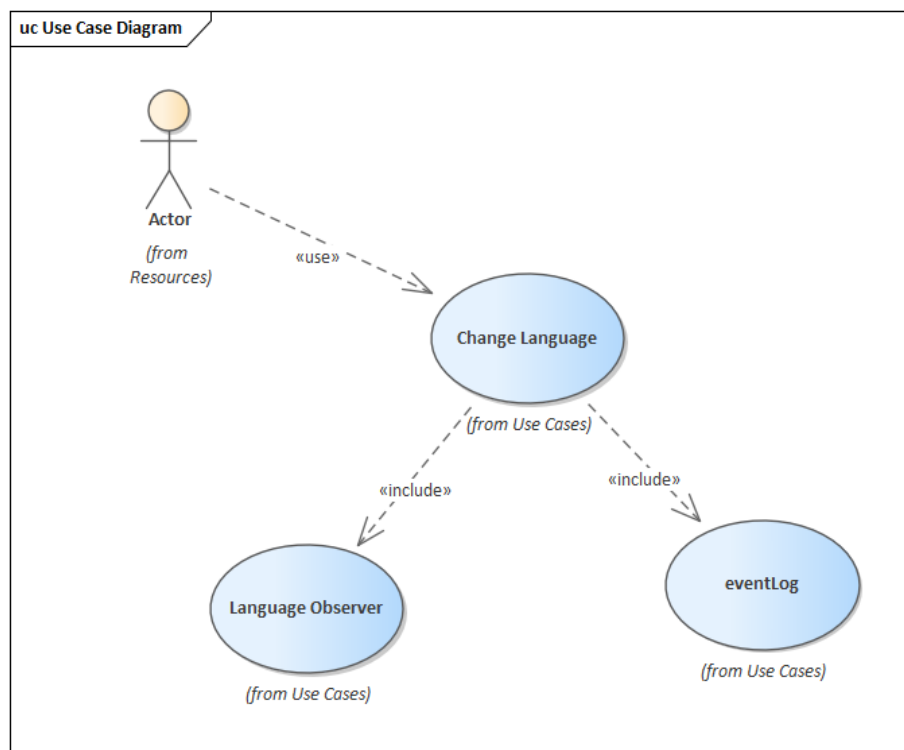 uc Use Case Diagram
Actor
(from
Resources)
«use»
Change Language
(from Use Cases)
«include»
«include»
Language Observer
eventLog
(from Use Cases)
(from Use Cases)